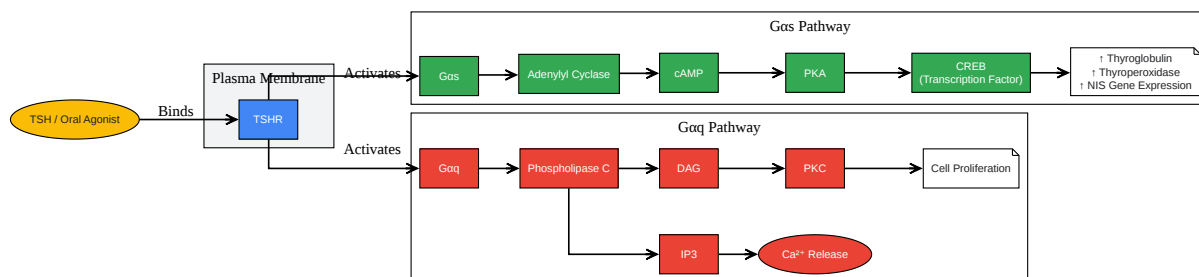 Gαs Pathway
Plasma Membrane
Activates
Gαs
Adenylyl Cyclase
cAMP
PKA
CREB
(Transcription Factor)
↑ Thyroglobulin
↑ Thyroperoxidase
↑ NIS Gene Expression
TSH / Oral Agonist
Binds
TSHR
Gαq Pathway
Activates
Gαq
Phospholipase C
DAG
PKC
Cell Proliferation
IP3
Ca²⁺ Release